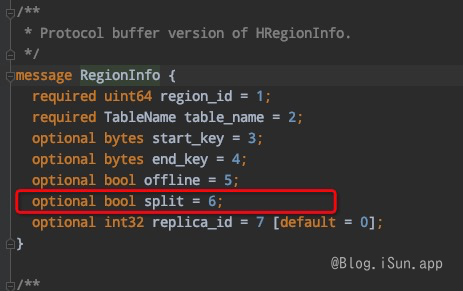 /**
* Protocol buffer version of HRegionInfo.
*/
message RegionInfo {
required uint64 region_id = 1;
required TableName table_name = 2;
optional bytes start_key = 3;
optional bytes end_key = 4;
optional bool offline = 5;
optional bool split = 6;
optional int32 replica_id = 7 [default = 0];
}
@Blog.iSun.app
/**